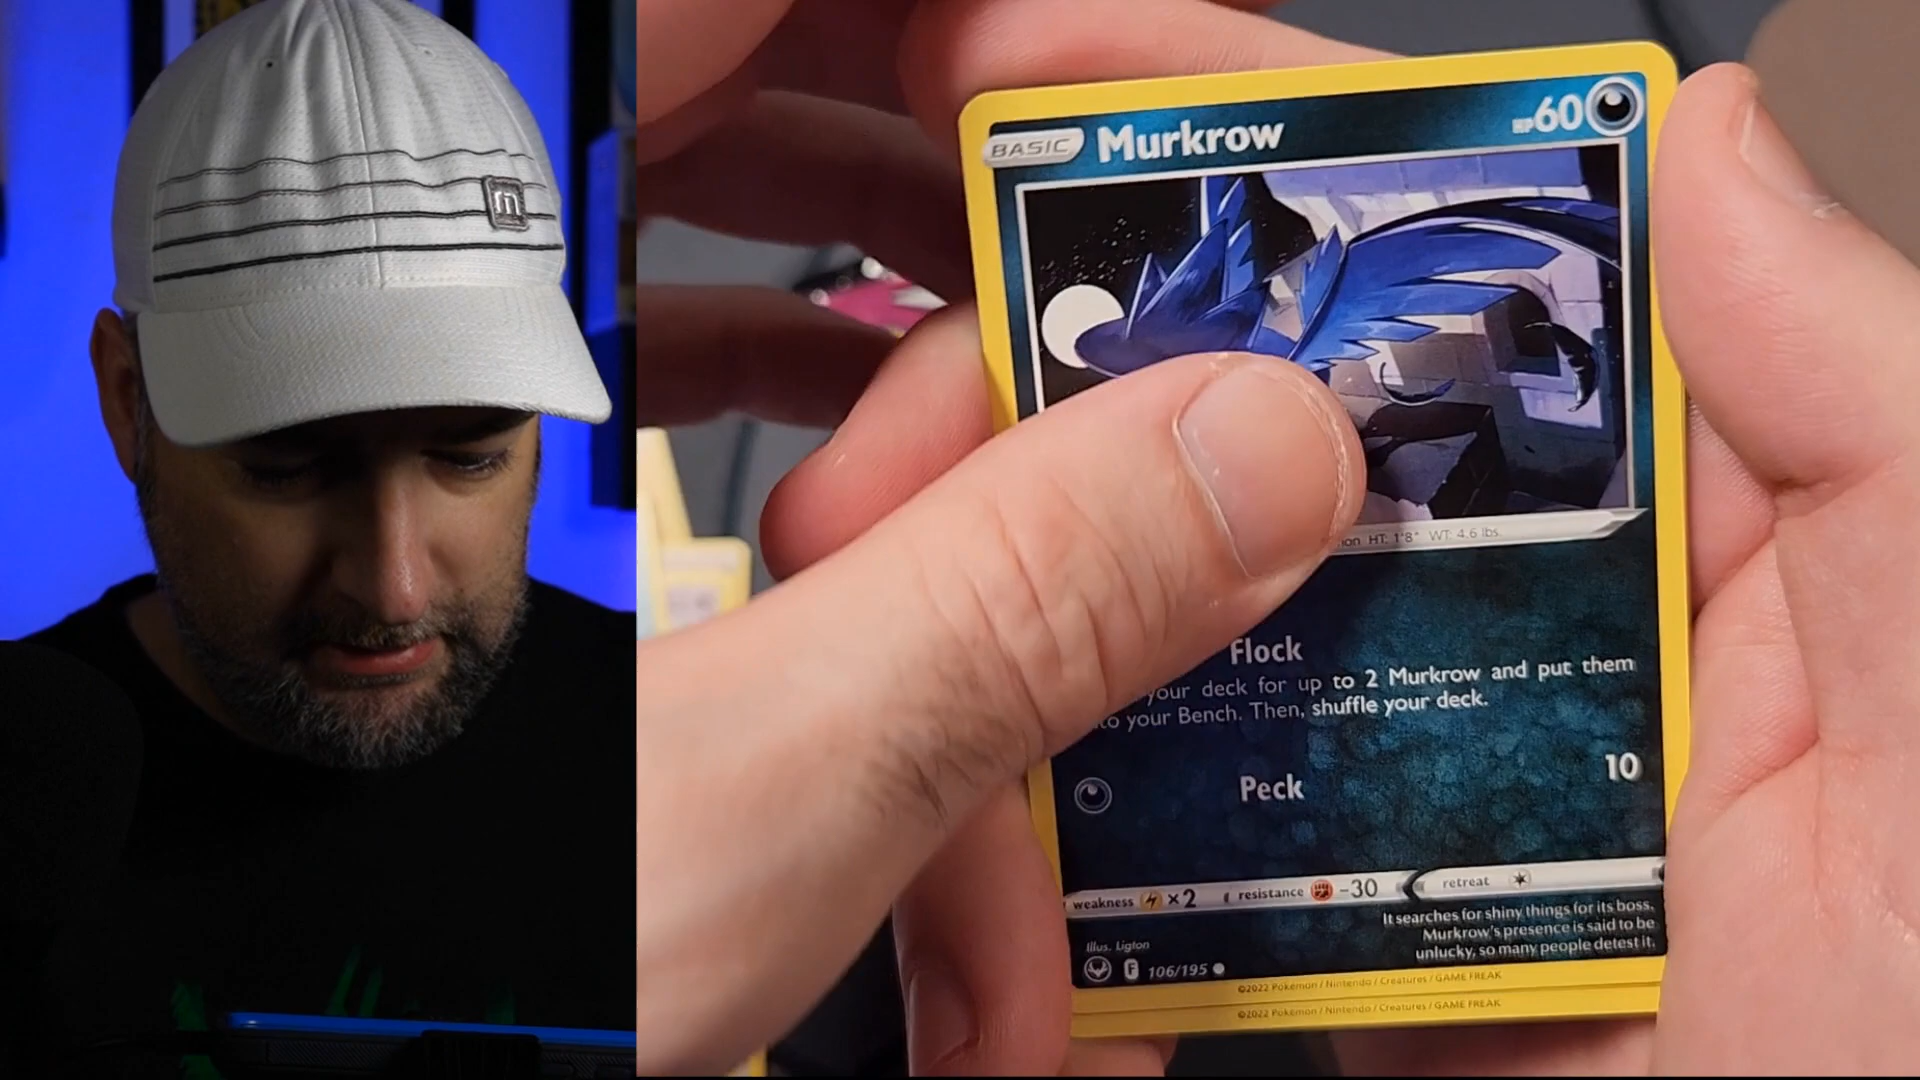 m
BASIC Murkrow HP60
ion HT: 1'8" WT: 4.6 lbs.
Flock
your deck for up to 2 Murkrow and put them
to your Bench. Then, shuffle your deck.
Peck 10
weakness ×2 resistance -30 retreat
It searches for shiny things for its boss.
Murkrow's presence is said to be
unlucky, so many people detest it.
Illus. Ligton
F 106/195
©2022 Pokémon / Nintendo / Creatures / GAME FREAK
©2022 Pokémon / Nintendo / Creatures / GAME FREAK